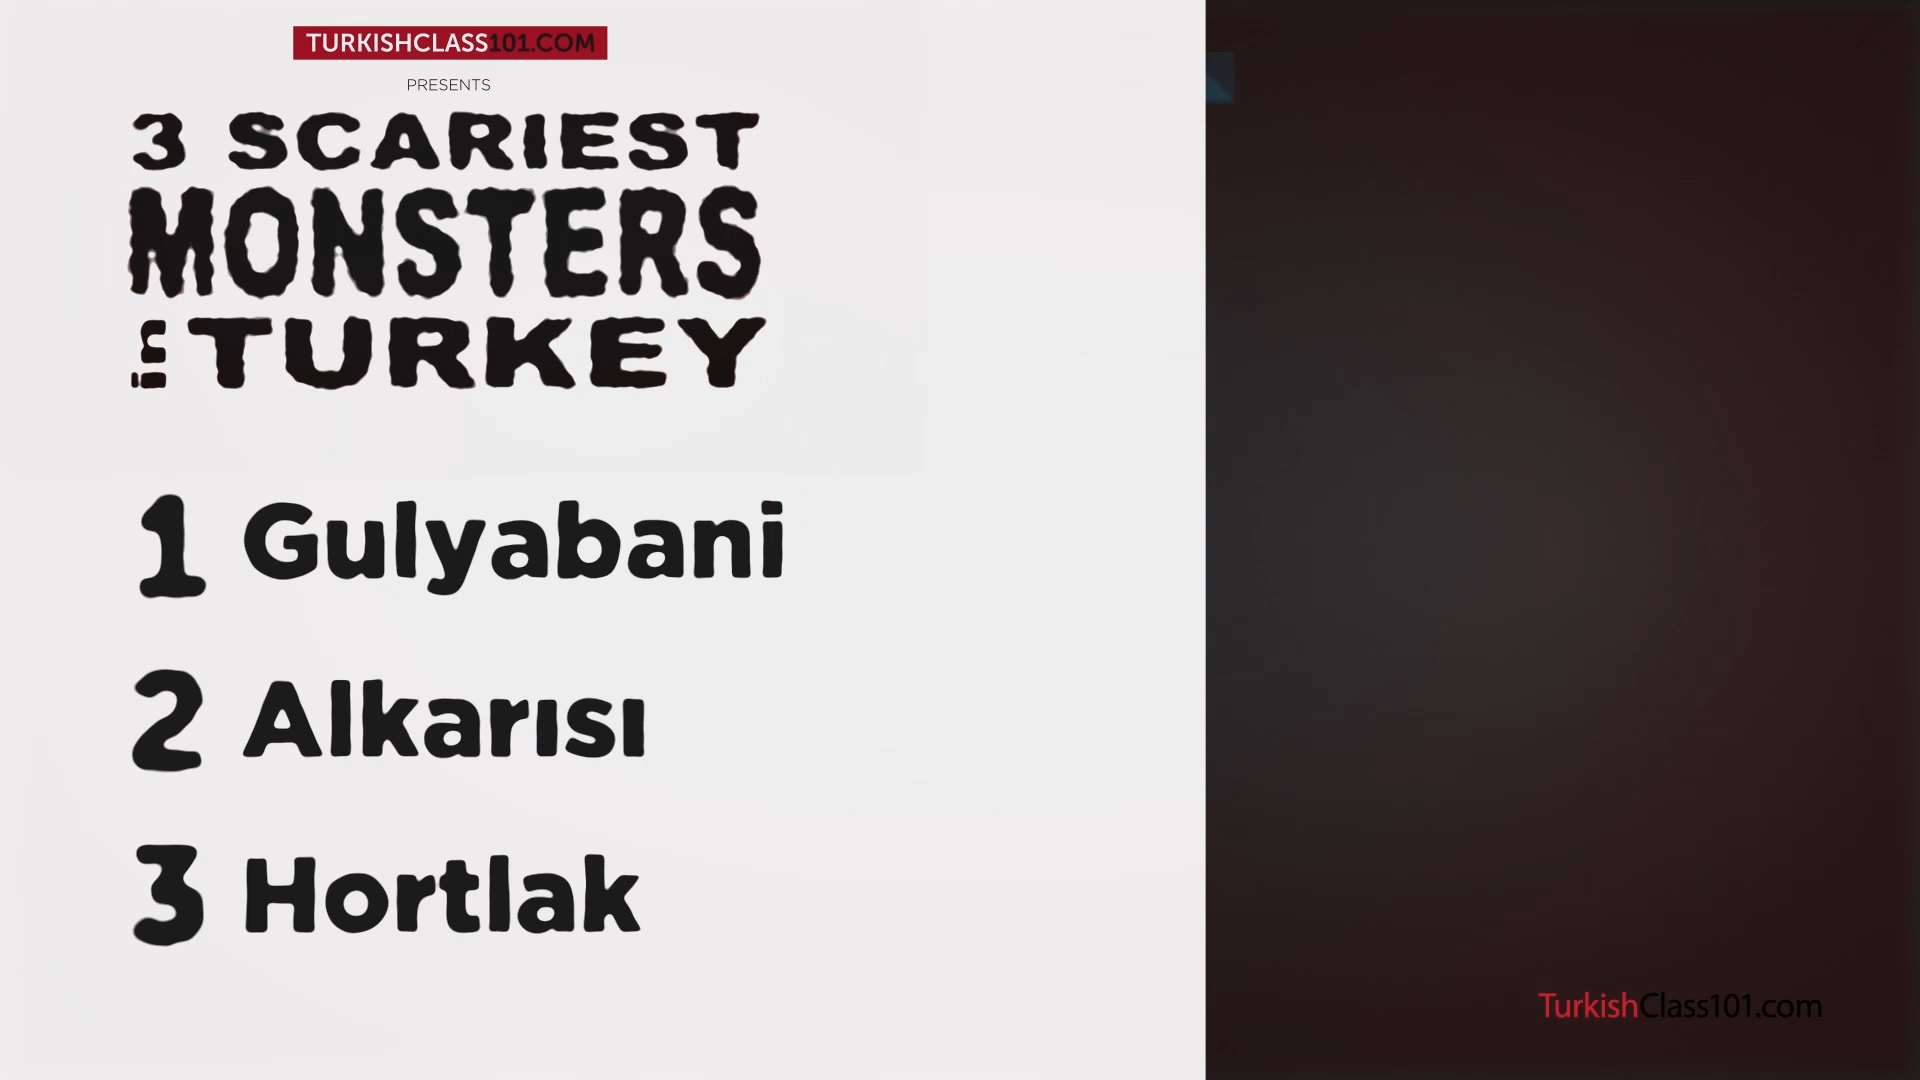 TURKISHCLASS101.COM
PRESENTS
3 SCARIEST
MONSTERS
in TURKEY
1 Gulyabani
2 Alkarısı
3 Hortlak
TurkishClass101.com